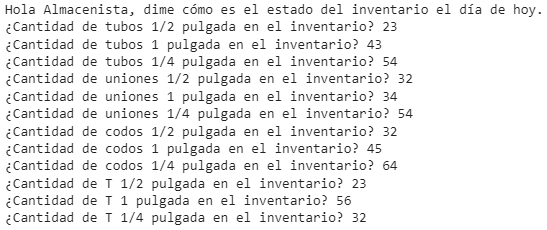 Hola Almacenista, dime cómo es el estado del inventario el día de hoy.
¿Cantidad de tubos 1/2 pulgada en el inventario? 23
¿Cantidad de tubos 1 pulgada en el inventario? 43
¿Cantidad de tubos 1/4 pulgada en el inventario? 54
¿Cantidad de uniones 1/2 pulgada en el inventario? 32
¿Cantidad de uniones 1 pulgada en el inventario? 34
¿Cantidad de uniones 1/4 pulgada en el inventario? 54
¿Cantidad de codos 1/2 pulgada en el inventario? 32
¿Cantidad de codos 1 pulgada en el inventario? 45
¿Cantidad de codos 1/4 pulgada en el inventario? 64
¿Cantidad de T 1/2 pulgada en el inventario? 23
¿Cantidad de T 1 pulgada en el inventario? 56
¿Cantidad de T 1/4 pulgada en el inventario? 32